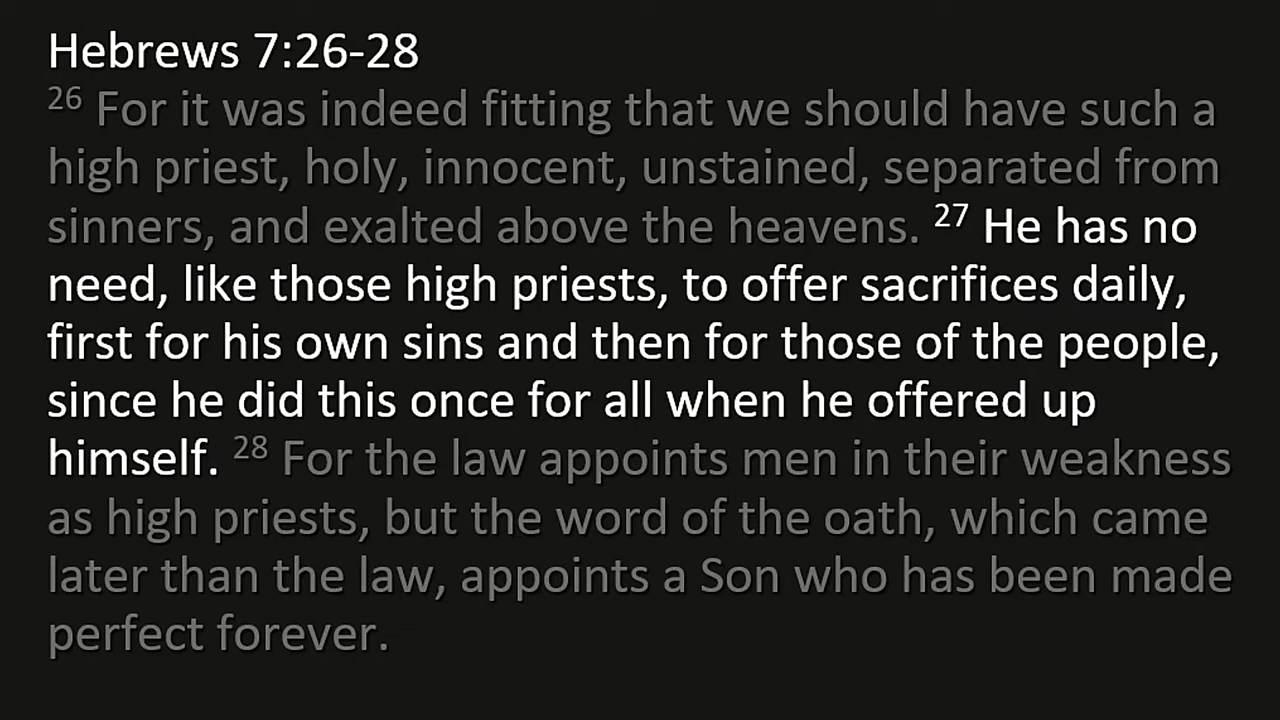 Hebrews 7:26-28
26 For it was indeed fitting that we should have such a
high priest, holy, innocent, unstained, separated from
sinners, and exalted above the heavens. 27 He has no
need, like those high priests, to offer sacrifices daily,
first for his own sins and then for those of the people,
since he did this once for all when he offered up
himself. 28 For the law appoints men in their weakness
as high priests, but the word of the oath, which came
later than the law, appoints a Son who has been made
perfect forever.